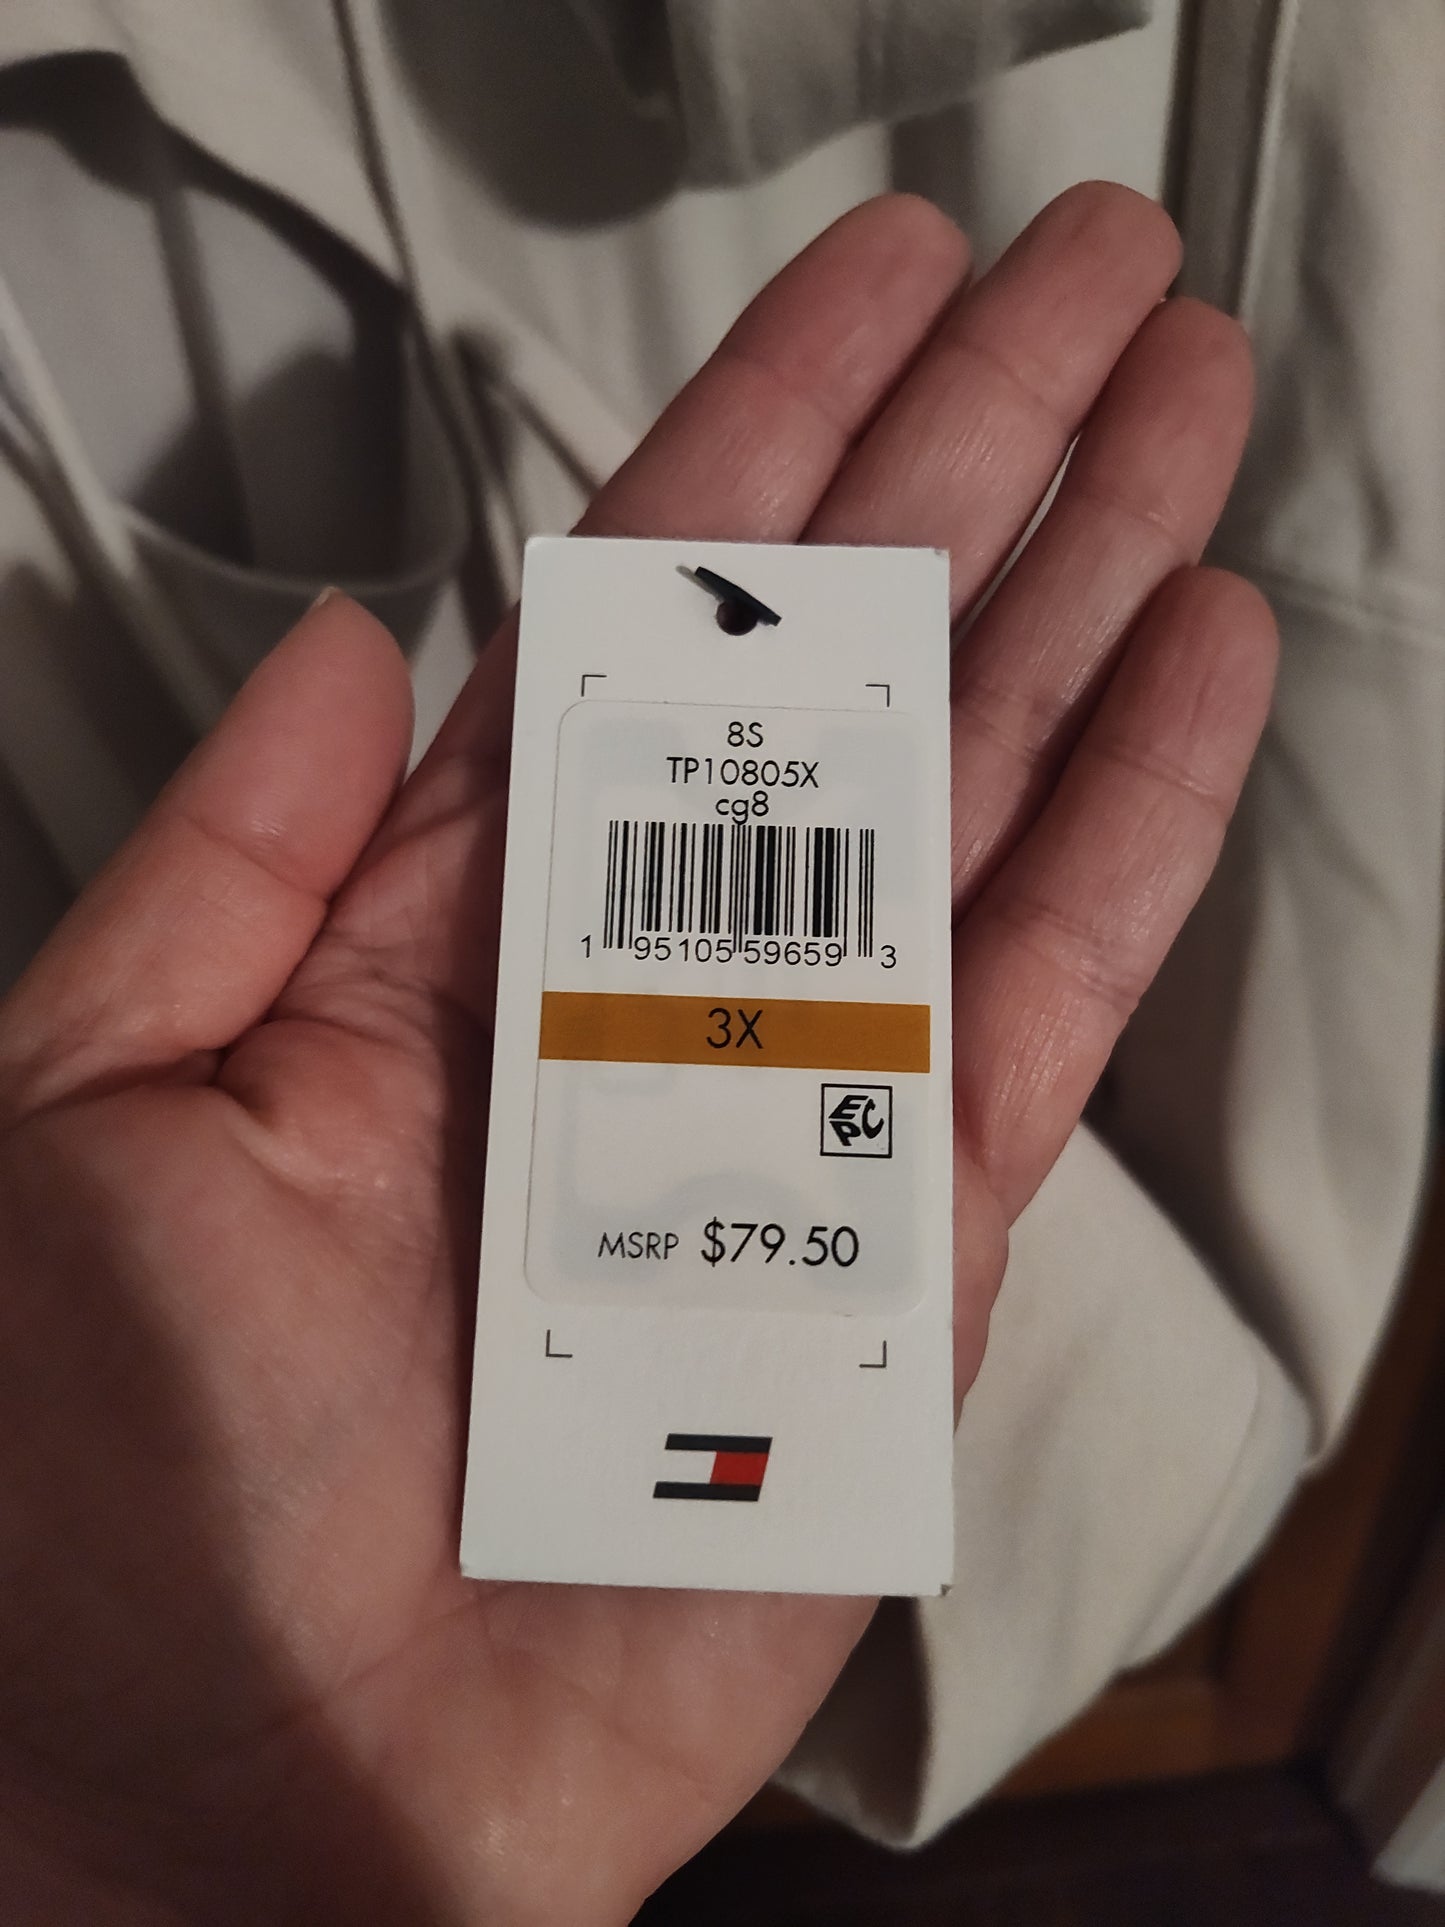 8S
TP10805X
cg8
1 95105 59659 3
3X
EPC
MSRP $79.50